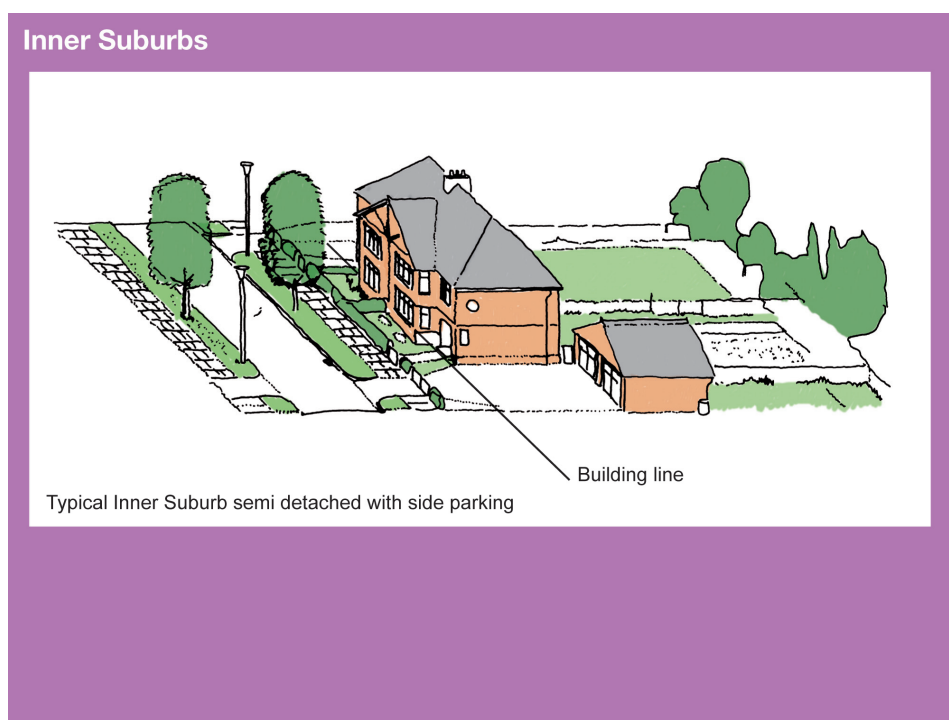 Inner Suburbs
Building line
Typical Inner Suburb semi detached with side parking